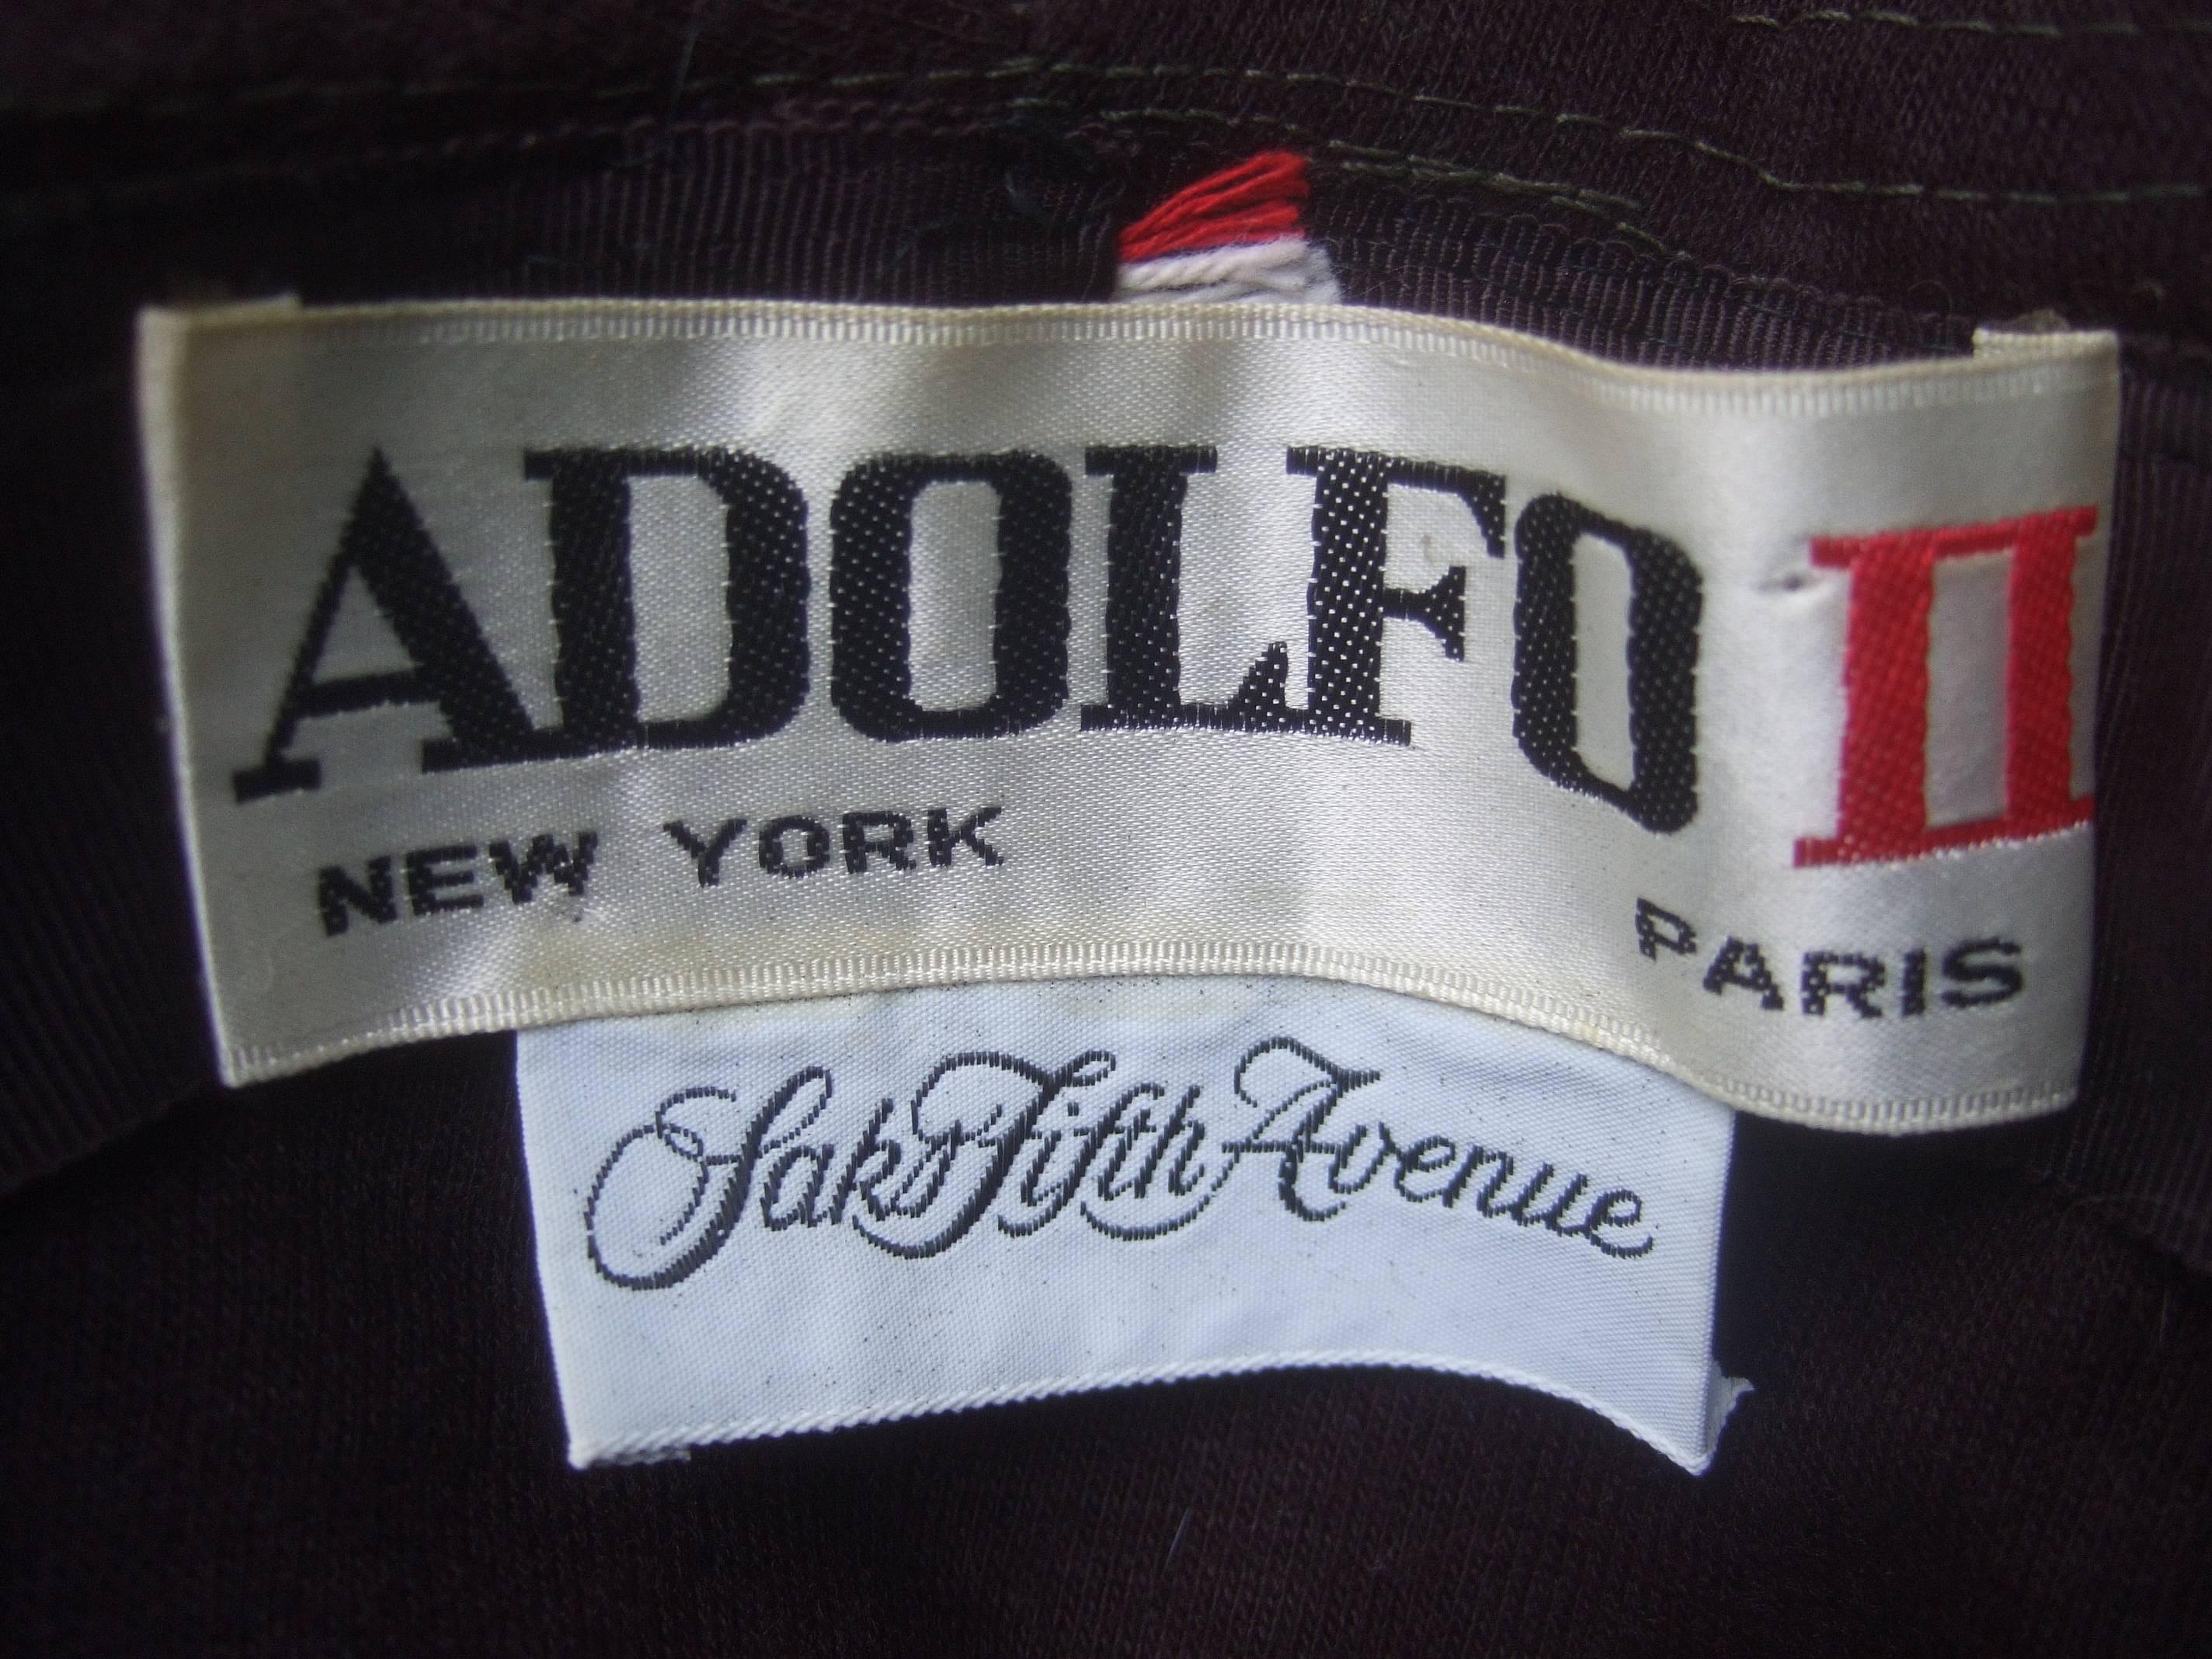 ADOLFO II
NEW YORK PARIS
Saks Fifth Avenue